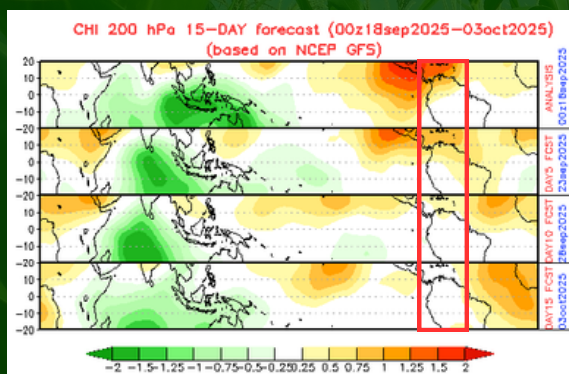 CHI 200 hPa 15-DAY forecast (00z18sep2025-03oct2025)
(based on NCEP GFS)
20
10
0
-10
-20
ANALYSIS
00z18sep2025
20
10
0
-10
-20
DAY5 FCST
23sep2025
20
10
0
-10
-20
DAY10 FCST
28sep2025
20
10
0
-10
-20
DAY15 FCST
03oct2025
-2 -1.5-1.25 -1-0.75-0.5-0.25 0.25 0.5 0.75 1 1.25 1.5 2